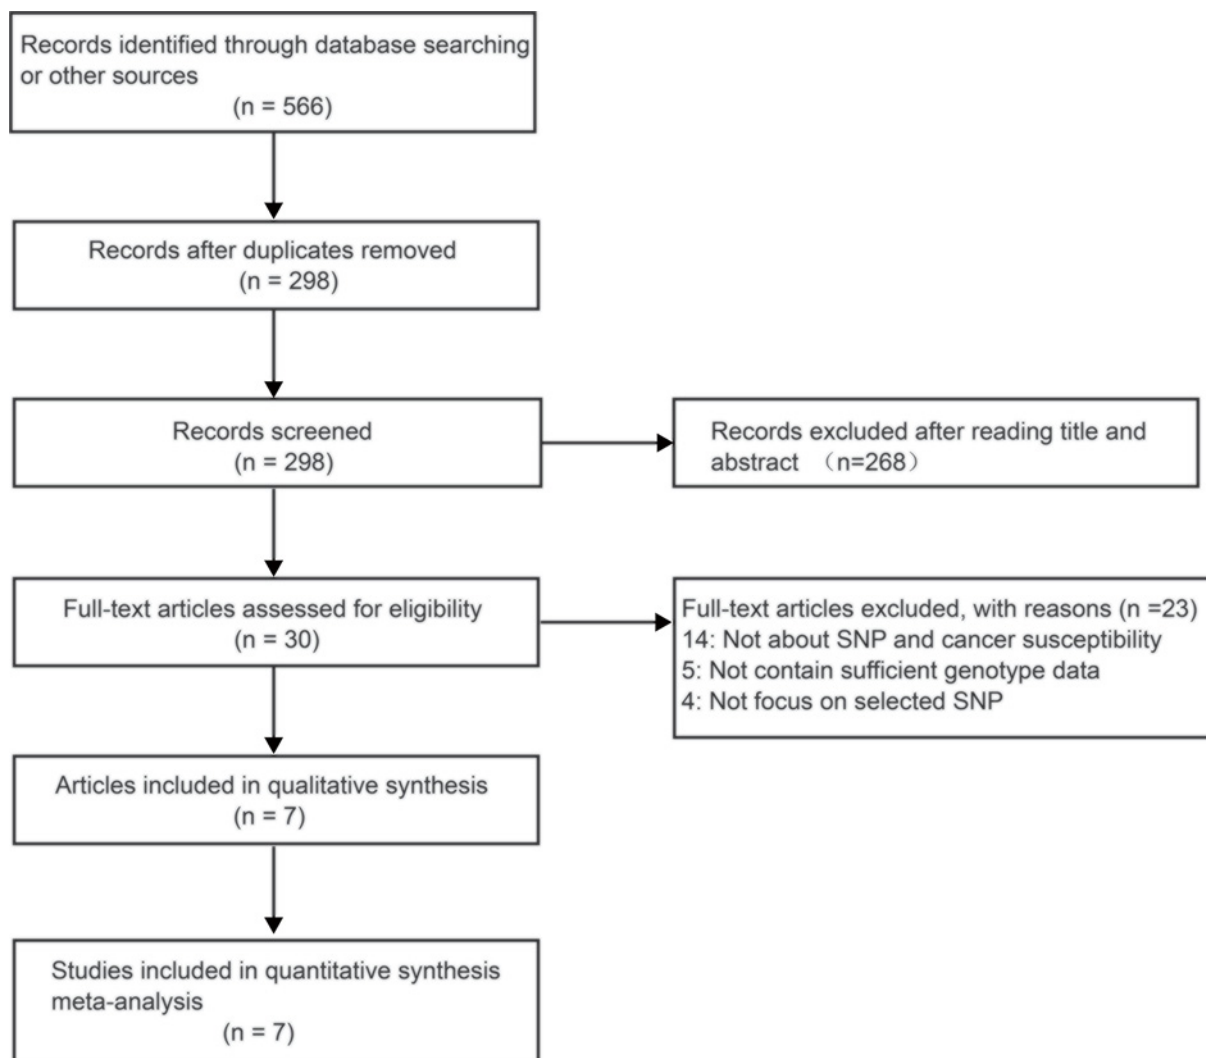 Records identified through database searching
or other sources
(n = 566)
Records after duplicates removed
(n = 298)
Records screened
(n = 298)
Records excluded after reading title and
abstract （n=268）
Full-text articles assessed for eligibility
(n = 30)
Full-text articles excluded, with reasons (n =23)
14: Not about SNP and cancer susceptibility
5: Not contain sufficient genotype data
4: Not focus on selected SNP
Articles included in qualitative synthesis
(n = 7)
Studies included in quantitative synthesis
meta-analysis
(n = 7)